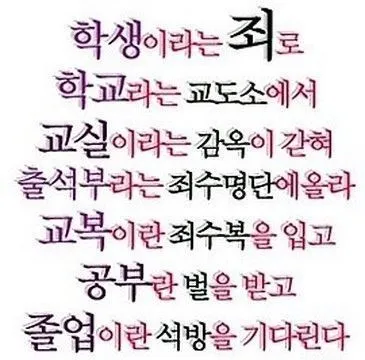 학생이라는 죄로
학교라는 교도소에서
교실이라는 감옥이 갇혀
출석부라는 죄수명단에올라
교복이란 죄수복을 입고
공부란 벌을 받고
졸업이란 석방을 기다린다